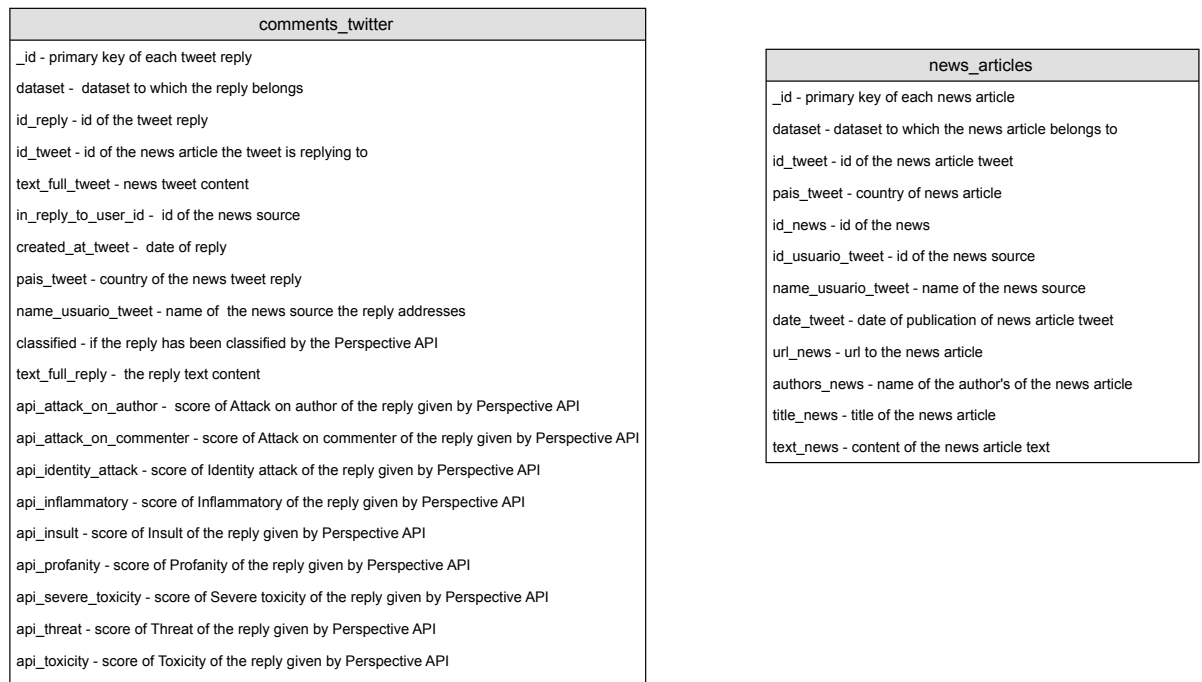 comments_twitter
_id - primary key of each tweet reply
dataset - dataset to which the reply belongs
id_reply - id of the tweet reply
id_tweet - id of the news article the tweet is replying to
text_full_tweet - news tweet content
in_reply_to_user_id - id of the news source
created_at_tweet - date of reply
pais_tweet - country of the news tweet reply
name_usuario_tweet - name of the news source the reply addresses
classified - if the reply has been classified by the Perspective API
text_full_reply - the reply text content
api_attack_on_author - score of Attack on author of the reply given by Perspective API
api_attack_on_commenter - score of Attack on commenter of the reply given by Perspective API
api_identity_attack - score of Identity attack of the reply given by Perspective API
api_inflammatory - score of Inflammatory of the reply given by Perspective API
api_insult - score of Insult of the reply given by Perspective API
api_profanity - score of Profanity of the reply given by Perspective API
api_severe_toxicity - score of Severe toxicity of the reply given by Perspective API
api_threat - score of Threat of the reply given by Perspective API
api_toxicity - score of Toxicity of the reply given by Perspective API
news_articles
_id - primary key of each news article
dataset - dataset to which the news article belongs to
id_tweet - id of the news article tweet
pais_tweet - country of news article
id_news - id of the news
id_usuario_tweet - id of the news source
name_usuario_tweet - name of the news source
date_tweet - date of publication of news article tweet
url_news - url to the news article
authors_news - name of the author's of the news article
title_news - title of the news article
text_news - content of the news article text